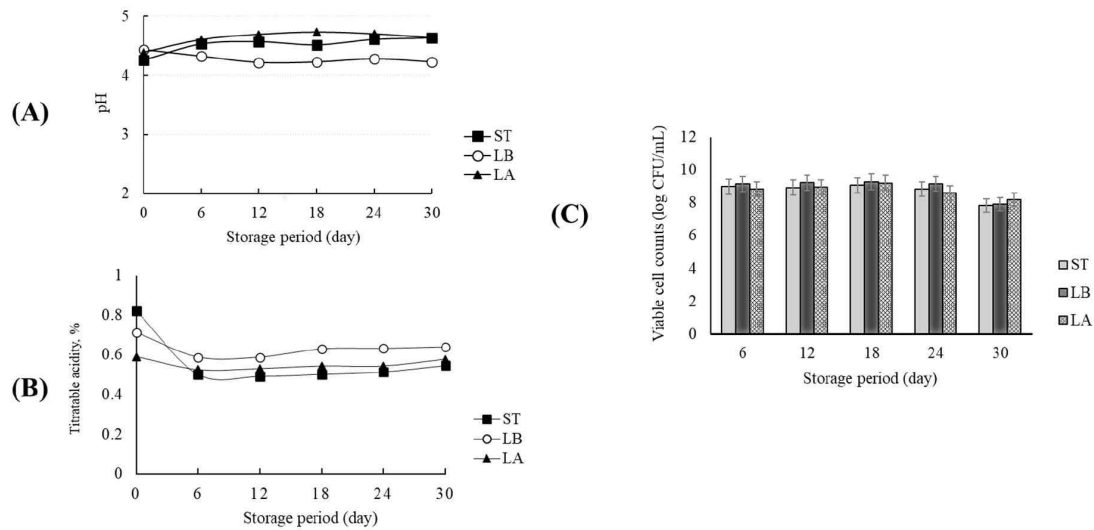 (A)
pH
5
4
3
2
0 6 12 18 24 30
Storage period (day)
ST
LB
LA
(B)
Titratable acidity, %
1
0.8
0.6
0.4
0.2
0
0 6 12 18 24 30
Storage period (day)
ST
LB
LA
(C)
Viable cell counts (log CFU/mL)
12
10
8
6
4
2
0
6 12 18 24 30
Storage period (day)
ST
LB
LA